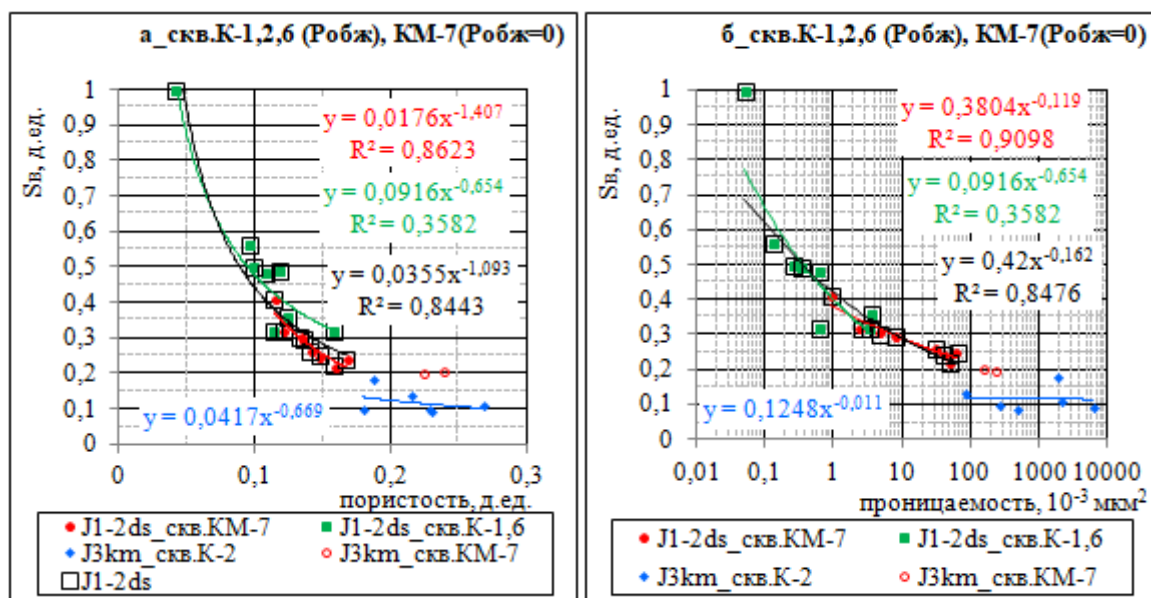 а_скв.К-1,2,6 (Робж), КМ-7(Робж=0)
Sв, д.ед.
1
0,9
0,8
0,7
0,6
0,5
0,4
0,3
0,2
0,1
0
y = 0,0176x^-1,407
R² = 0,8623
y = 0,0916x^-0,654
R² = 0,3582
y = 0,0355x^-1,093
R² = 0,8443
y = 0,0417x^-0,669
0 0,1 0,2 0,3
пористость, д.ед.
J1-2ds_скв.КМ-7 J1-2ds_скв.К-1,6
J3km_скв.К-2 J3km_скв.КМ-7
J1-2ds
б_скв.К-1,2,6 (Робж), КМ-7(Робж=0)
Sв, д.ед.
1
0,9
0,8
0,7
0,6
0,5
0,4
0,3
0,2
0,1
0
y = 0,3804x^-0,119
R² = 0,9098
y = 0,0916x^-0,654
R² = 0,3582
y = 0,42x^-0,162
R² = 0,8476
y = 0,1248x^-0,011
0,01 0,1 1 10 100 1000 10000
проницаемость, 10^-3 мкм²
J1-2ds_скв.КМ-7 J1-2ds_скв.К-1,6
J3km_скв.К-2 J3km_скв.КМ-7